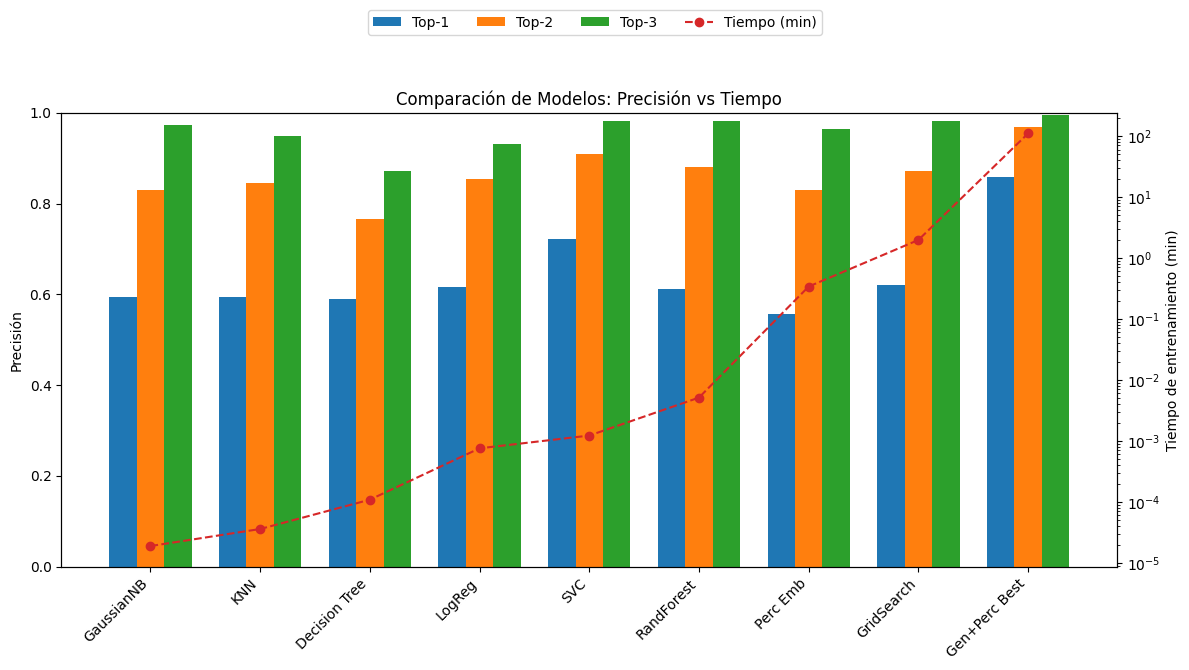 Top-1 Top-2 Top-3 Tiempo (min)
Comparación de Modelos: Precisión vs Tiempo
Precisión
1.0
0.8
0.6
0.4
0.2
0.0
10^2
10^1
10^0
10^-1
10^-2
10^-3
10^-4
10^-5
Tiempo de entrenamiento (min)
GaussianNB
KNN
Decision Tree
LogReg
SVC
RandForest
Perc Emb
GridSearch
Gen+Perc Best